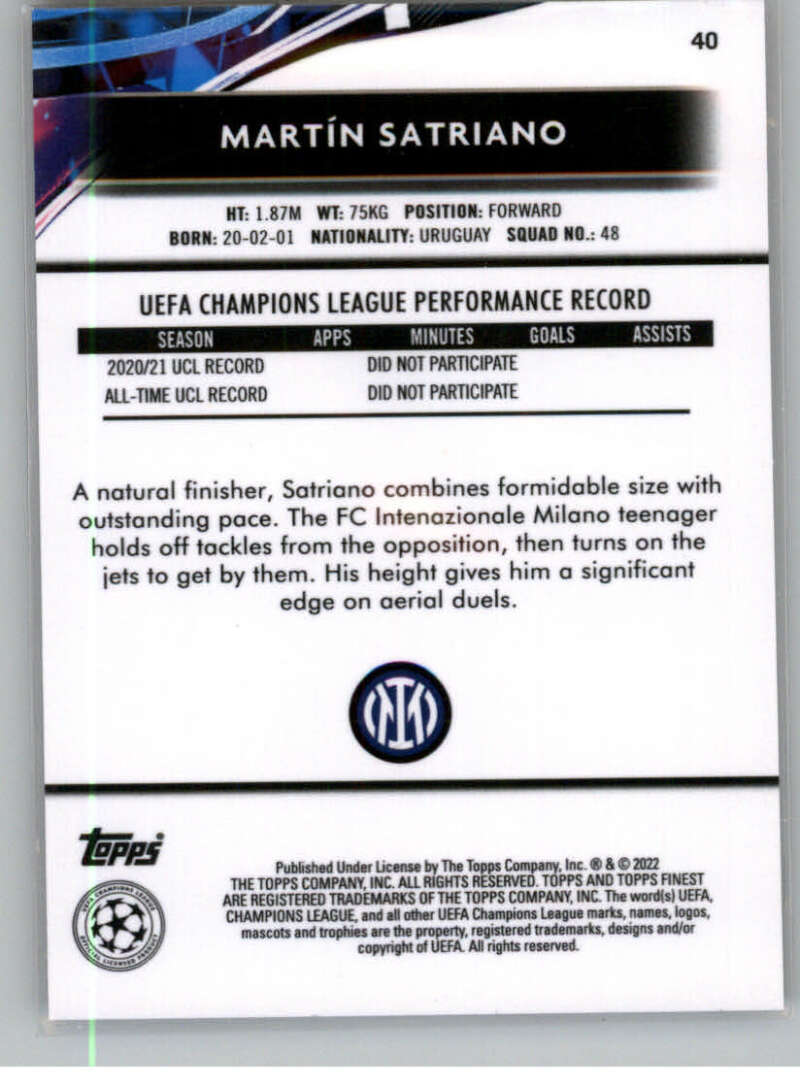 40
MARTÍN SATRIANO
HT: 1.87M WT: 75KG POSITION: FORWARD
BORN: 20-02-01 NATIONALITY: URUGUAY SQUAD NO.: 48
UEFA CHAMPIONS LEAGUE PERFORMANCE RECORD
SEASON APPS MINUTES GOALS ASSISTS
2020/21 UCL RECORD DID NOT PARTICIPATE
ALL-TIME UCL RECORD DID NOT PARTICIPATE
A natural finisher, Satriano combines formidable size with
outstanding pace. The FC Intenazionale Milano teenager
holds off tackles from the opposition, then turns on the
jets to get by them. His height gives him a significant
edge on aerial duels.
Topps
UEFA CHAMPIONS LEAGUE
OFFICIAL LICENSED PRODUCT
Published Under License by The Topps Company, Inc. ® & © 2022
THE TOPPS COMPANY, INC. ALL RIGHTS RESERVED. TOPPS AND TOPPS FINEST
ARE REGISTERED TRADEMARKS OF THE TOPPS COMPANY, INC. The word(s) UEFA,
CHAMPIONS LEAGUE, and all other UEFA Champions League marks, names, logos,
mascots and trophies are the property, registered trademarks, designs and/or
copyright of UEFA. All rights reserved.